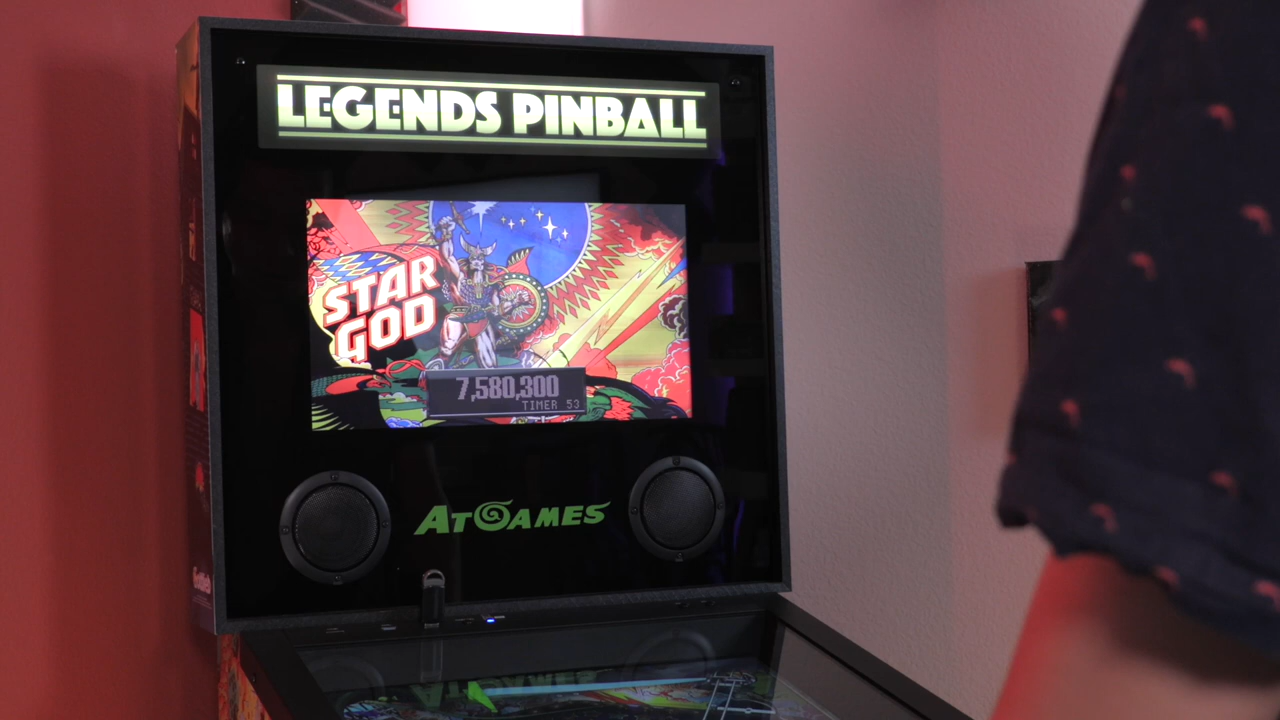 LEGENDS PINBALL
STAR
GOD
7,580,300
TIMER 53
ATGAMES